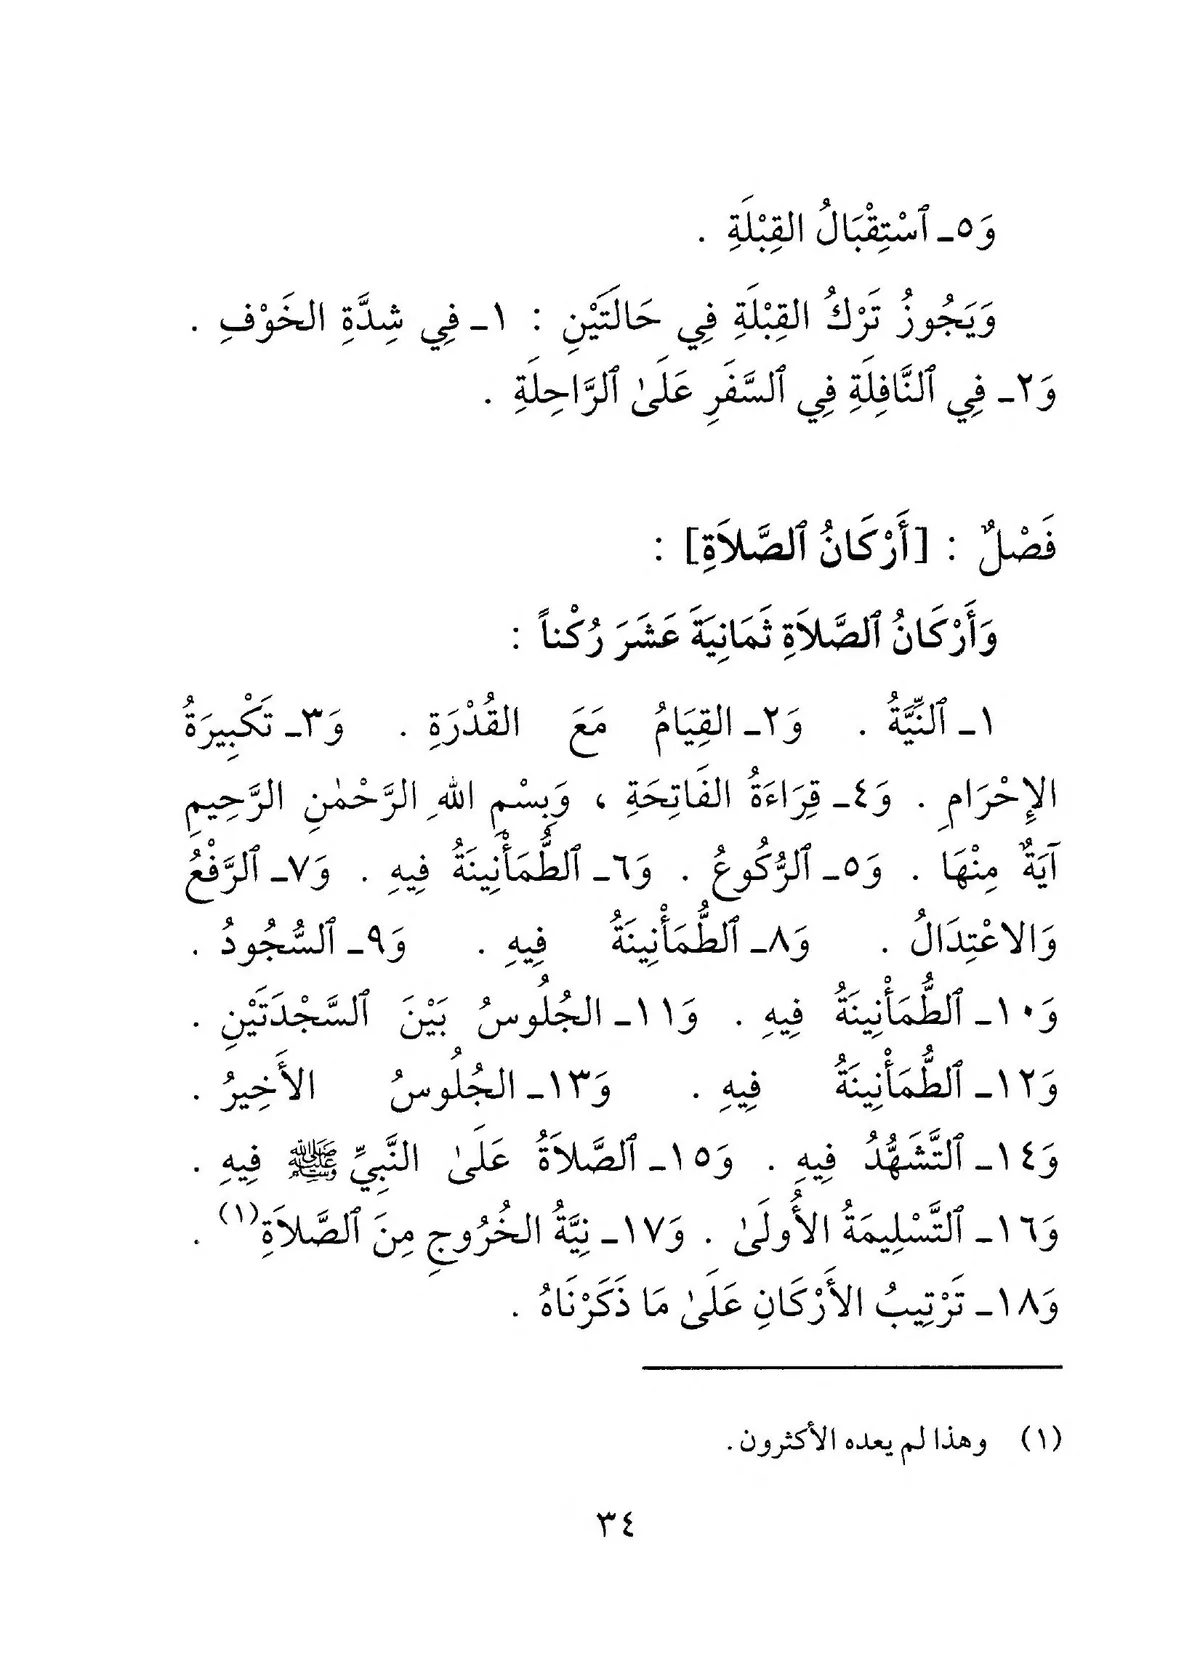 وَ٥ـ ٱسْتِقْبَالُ القِبْلَةِ .
وَيَجُوزُ تَرْكُ القِبْلَةِ فِي حَالَتَيْنِ : ١ـ فِي شِدَّةِ الخَوْفِ .
وَ٢ـ فِي ٱلنَّافِلَةِ فِي ٱلسَّفَرِ عَلَىٰ ٱلرَّاحِلَةِ .
فَصْلٌ : [أَرْكَانُ ٱلصَّلاَةِ] :
وَأَرْكَانُ ٱلصَّلاَةِ ثَمَانِيَةَ عَشَرَ رُكْناً :
١ـ ٱلنِّيَّةُ . وَ٢ـ القِيَامُ مَعَ القُدْرَةِ . وَ٣ـ تَكْبِيرَةُ
الإِحْرَامِ . وَ٤ـ قِرَاءَةُ الفَاتِحَةِ ، وَبِسْمِ اللهِ الرَّحْمٰنِ الرَّحِيمِ
آيَةٌ مِنْهَا . وَ٥ـ ٱلرُّكُوعُ . وَ٦ـ ٱلطُّمَأْنِينَةُ فِيهِ . وَ٧ـ ٱلرَّفْعُ
وَالاعْتِدَالُ . وَ٨ـ ٱلطُّمَأْنِينَةُ فِيهِ . وَ٩ـ ٱلسُّجُودُ .
وَ١٠ـ ٱلطُّمَأْنِينَةُ فِيهِ . وَ١١ـ الجُلُوسُ بَيْنَ ٱلسَّجْدَتَيْنِ .
وَ١٢ـ ٱلطُّمَأْنِينَةُ فِيهِ . وَ١٣ـ الجُلُوسُ الأَخِيرُ .
وَ١٤ـ ٱلتَّشَهُّدُ فِيهِ . وَ١٥ـ ٱلصَّلاَةُ عَلَىٰ النَّبِيِّ ﷺ فِيهِ .
وَ١٦ـ ٱلتَّسْلِيمَةُ الأُولَىٰ . وَ١٧ـ نِيَّةُ الخُرُوجِ مِنَ ٱلصَّلاَةِ(١) .
وَ١٨ـ تَرْتِيبُ الأَرْكَانِ عَلَىٰ مَا ذَكَرْنَاهُ .
(١) وهذا لم يعده الأكثرون .
٣٤